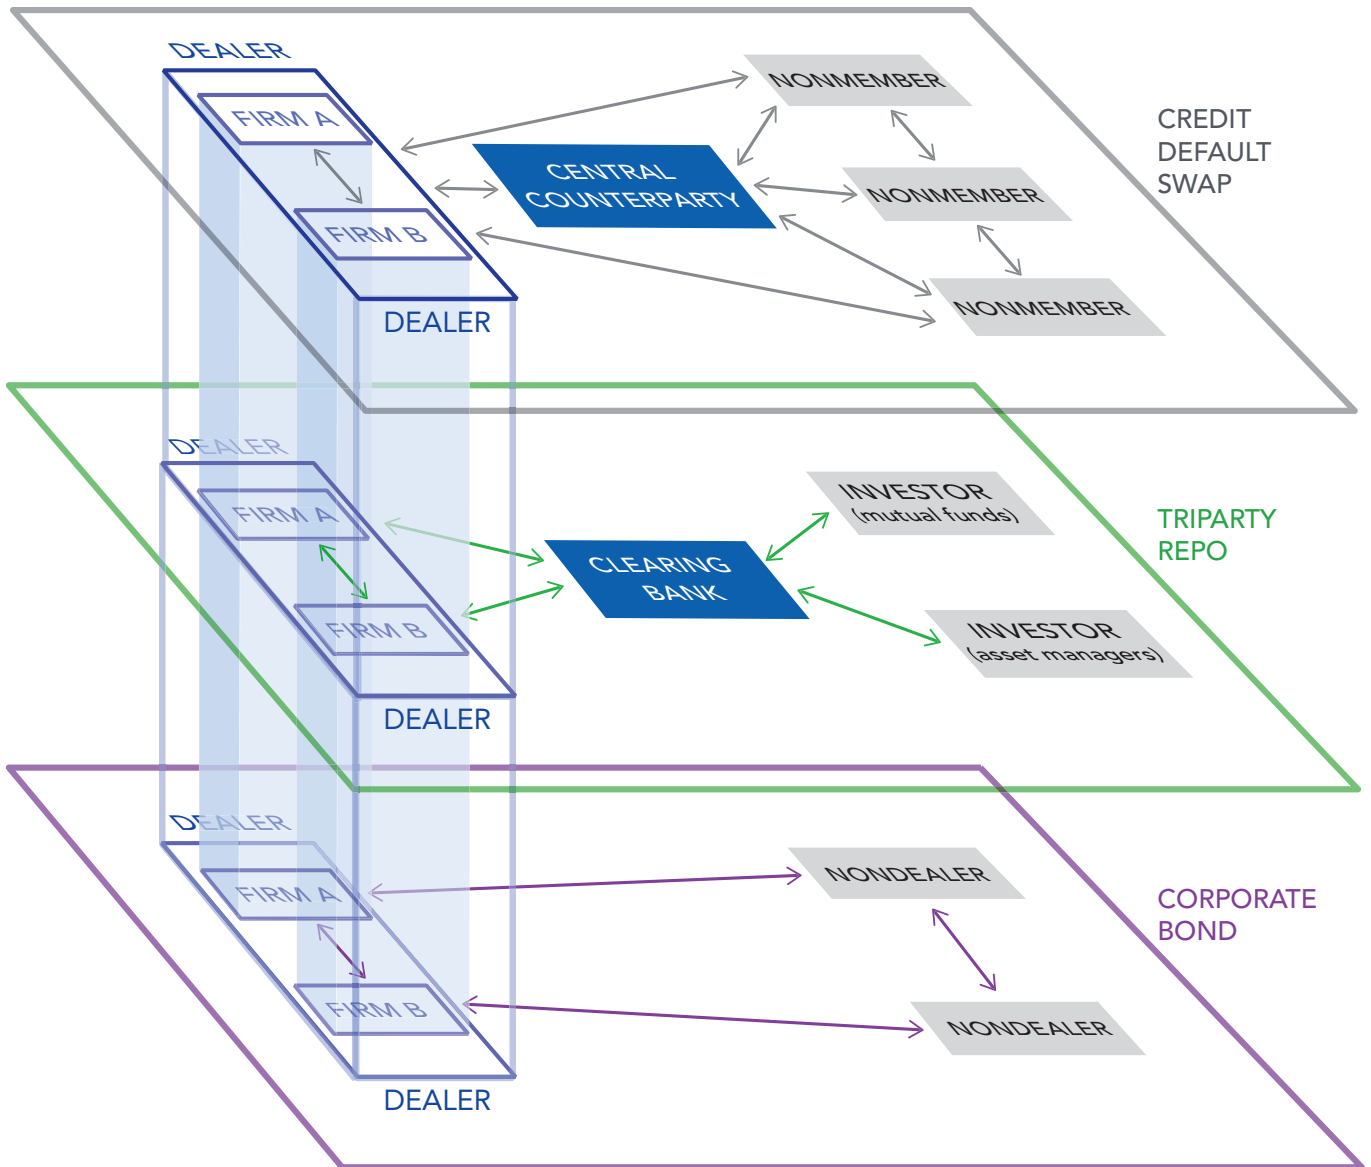 DEALER
FIRM A
FIRM B
DEALER
CENTRAL
COUNTERPARTY
NONMEMBER
NONMEMBER
NONMEMBER
CREDIT
DEFAULT
SWAP
DEALER
FIRM A
FIRM B
DEALER
CLEARING
BANK
INVESTOR
(mutual funds)
INVESTOR
(asset managers)
TRIPARTY
REPO
DEALER
FIRM A
FIRM B
DEALER
NONDEALER
NONDEALER
CORPORATE
BOND